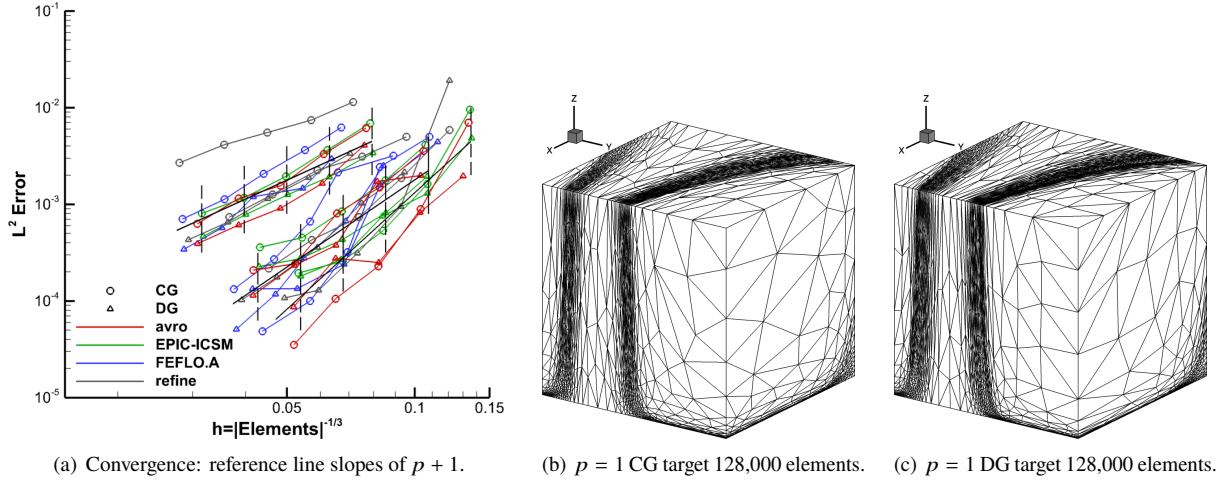 10^-1
10^-2
10^-3
10^-4
10^-5
L^2 Error
CG
DG
avro
EPIC-ICSM
FEFLO.A
refine
0.05
0.1
0.15
h=|Elements|^-1/3
Z
X
Y
Z
X
Y
(a) Convergence: reference line slopes of p + 1.
(b) p = 1 CG target 128,000 elements.
(c) p = 1 DG target 128,000 elements.